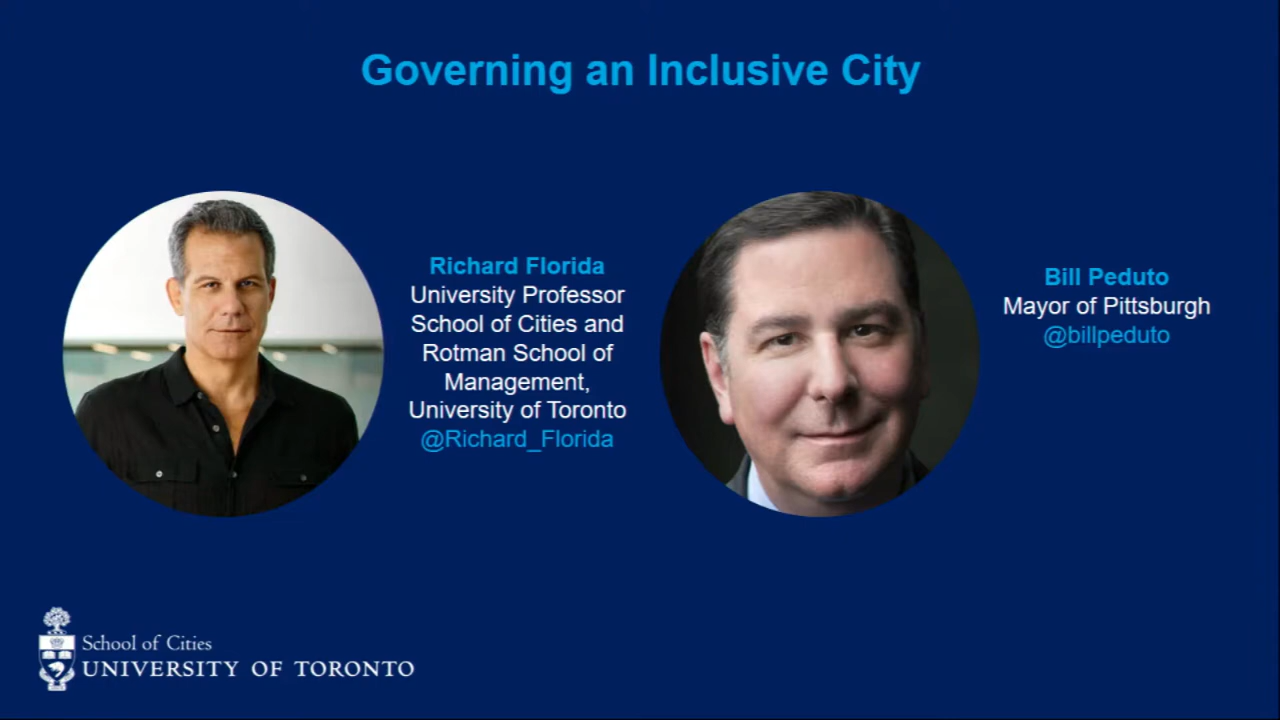 Governing an Inclusive City
Richard Florida
University Professor
School of Cities and
Rotman School of
Management,
University of Toronto
@Richard_Florida
Bill Peduto
Mayor of Pittsburgh
@billpeduto
School of Cities
UNIVERSITY OF TORONTO